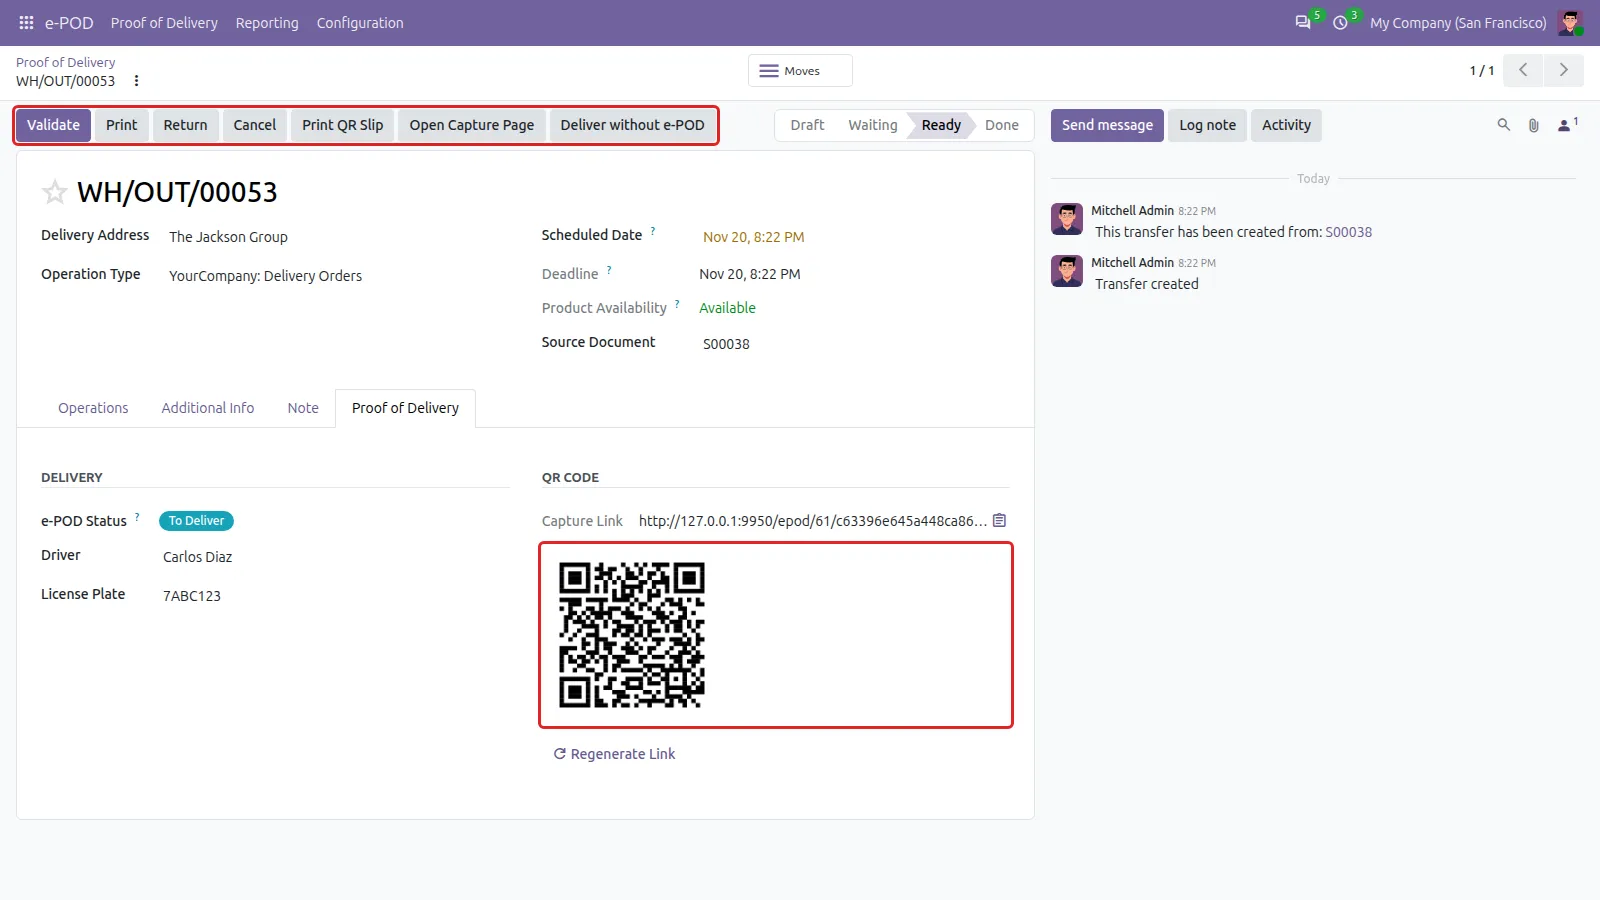 e-POD Proof of Delivery Reporting Configuration 5 3 My Company (San Francisco)
Proof of Delivery
WH/OUT/00053
Moves
1 / 1
Validate Print Return Cancel Print QR Slip Open Capture Page Deliver without e-POD
Draft Waiting Ready Done
Send message Log note Activity 1
WH/OUT/00053
Delivery Address The Jackson Group
Operation Type YourCompany: Delivery Orders
Scheduled Date ? Nov 20, 8:22 PM
Deadline ? Nov 20, 8:22 PM
Product Availability ? Available
Source Document S00038
Operations Additional Info Note Proof of Delivery
DELIVERY
e-POD Status ? To Deliver
Driver Carlos Diaz
License Plate 7ABC123
QR CODE
Capture Link http://127.0.0.1:9950/epod/61/c63396e645a448ca86...
Regenerate Link
Today
Mitchell Admin 8:22 PM
This transfer has been created from: S00038
Mitchell Admin 8:22 PM
Transfer created